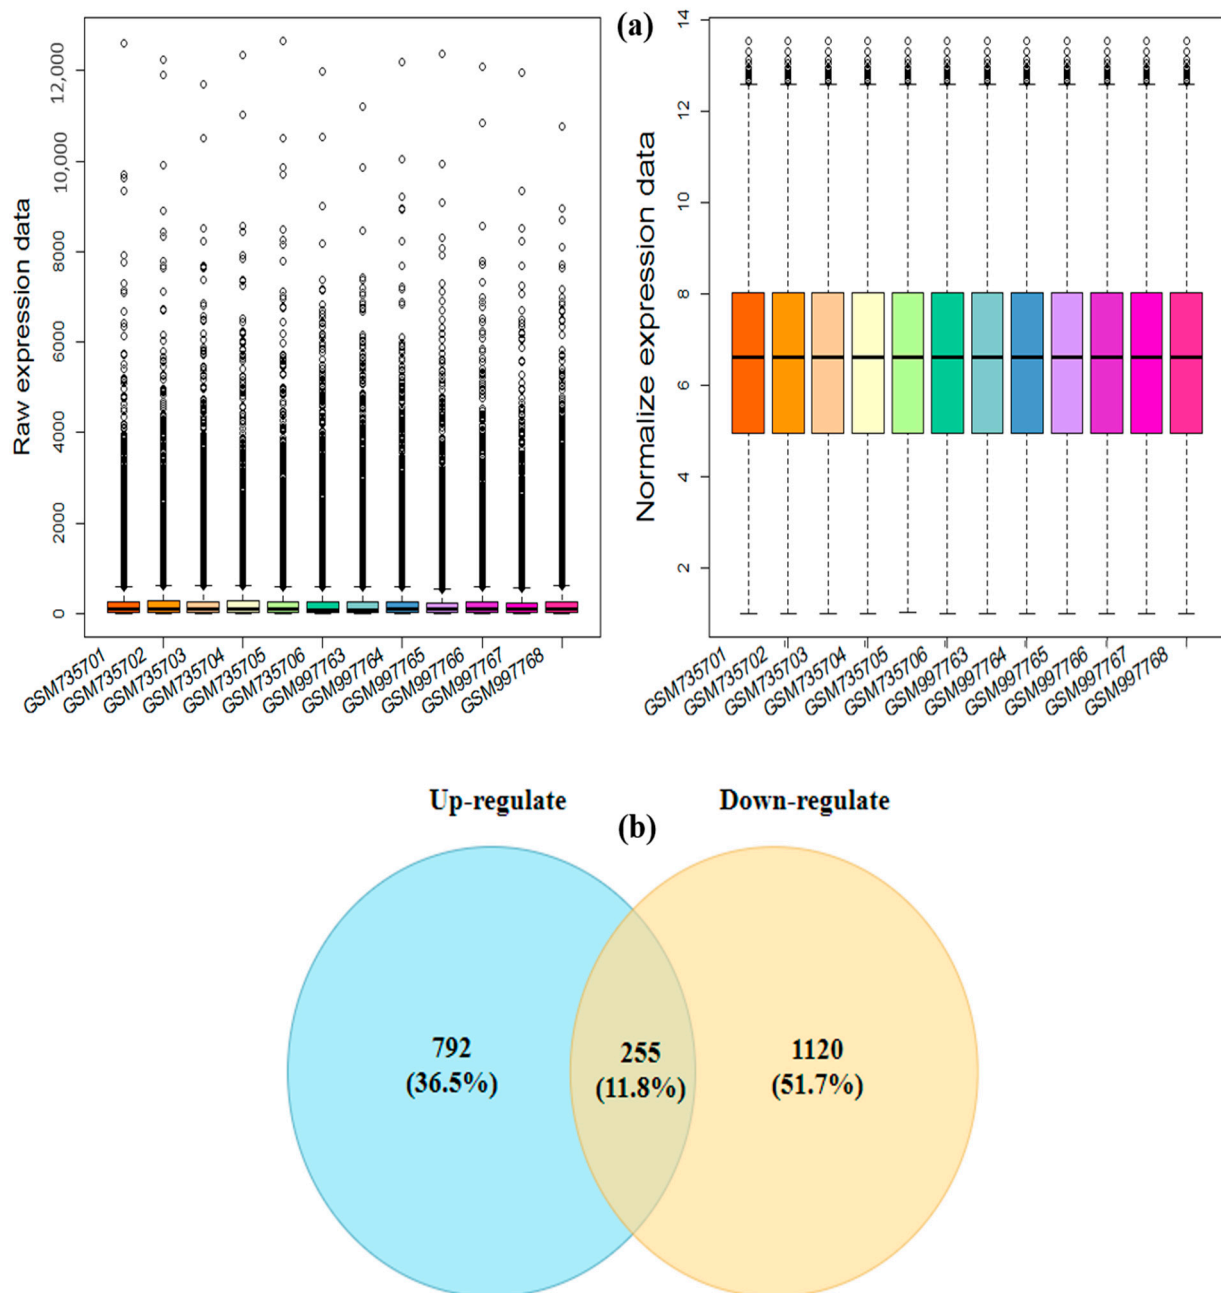 (a)
Raw expression data
12,000
10,000
8000
6000
4000
2000
0
GSM735701
GSM735702
GSM735703
GSM735704
GSM735705
GSM735706
GSM997763
GSM997764
GSM997765
GSM997766
GSM997767
GSM997768
Normalize expression data
14
12
10
8
6
4
2
GSM735701
GSM735702
GSM735703
GSM735704
GSM735705
GSM735706
GSM997763
GSM997764
GSM997765
GSM997766
GSM997767
GSM997768
Up-regulate
Down-regulate
(b)
792
(36.5%)
255
(11.8%)
1120
(51.7%)